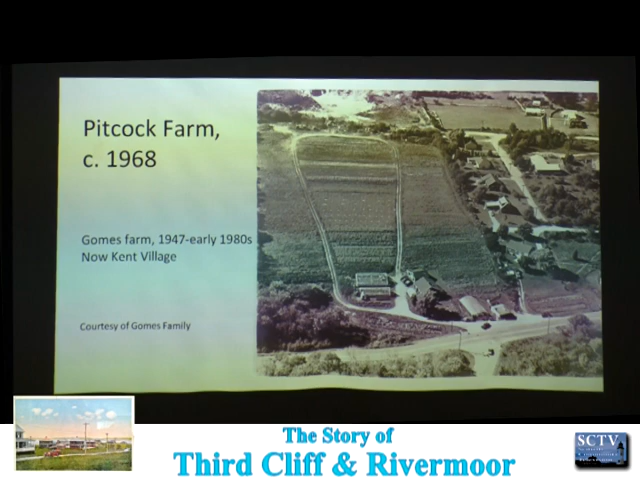 Pitcock Farm,
c. 1968
Gomes farm, 1947-early 1980s
Now Kent Village
Courtesy of Gomes Family
The Story of
Third Cliff & Rivermoor
SCTV